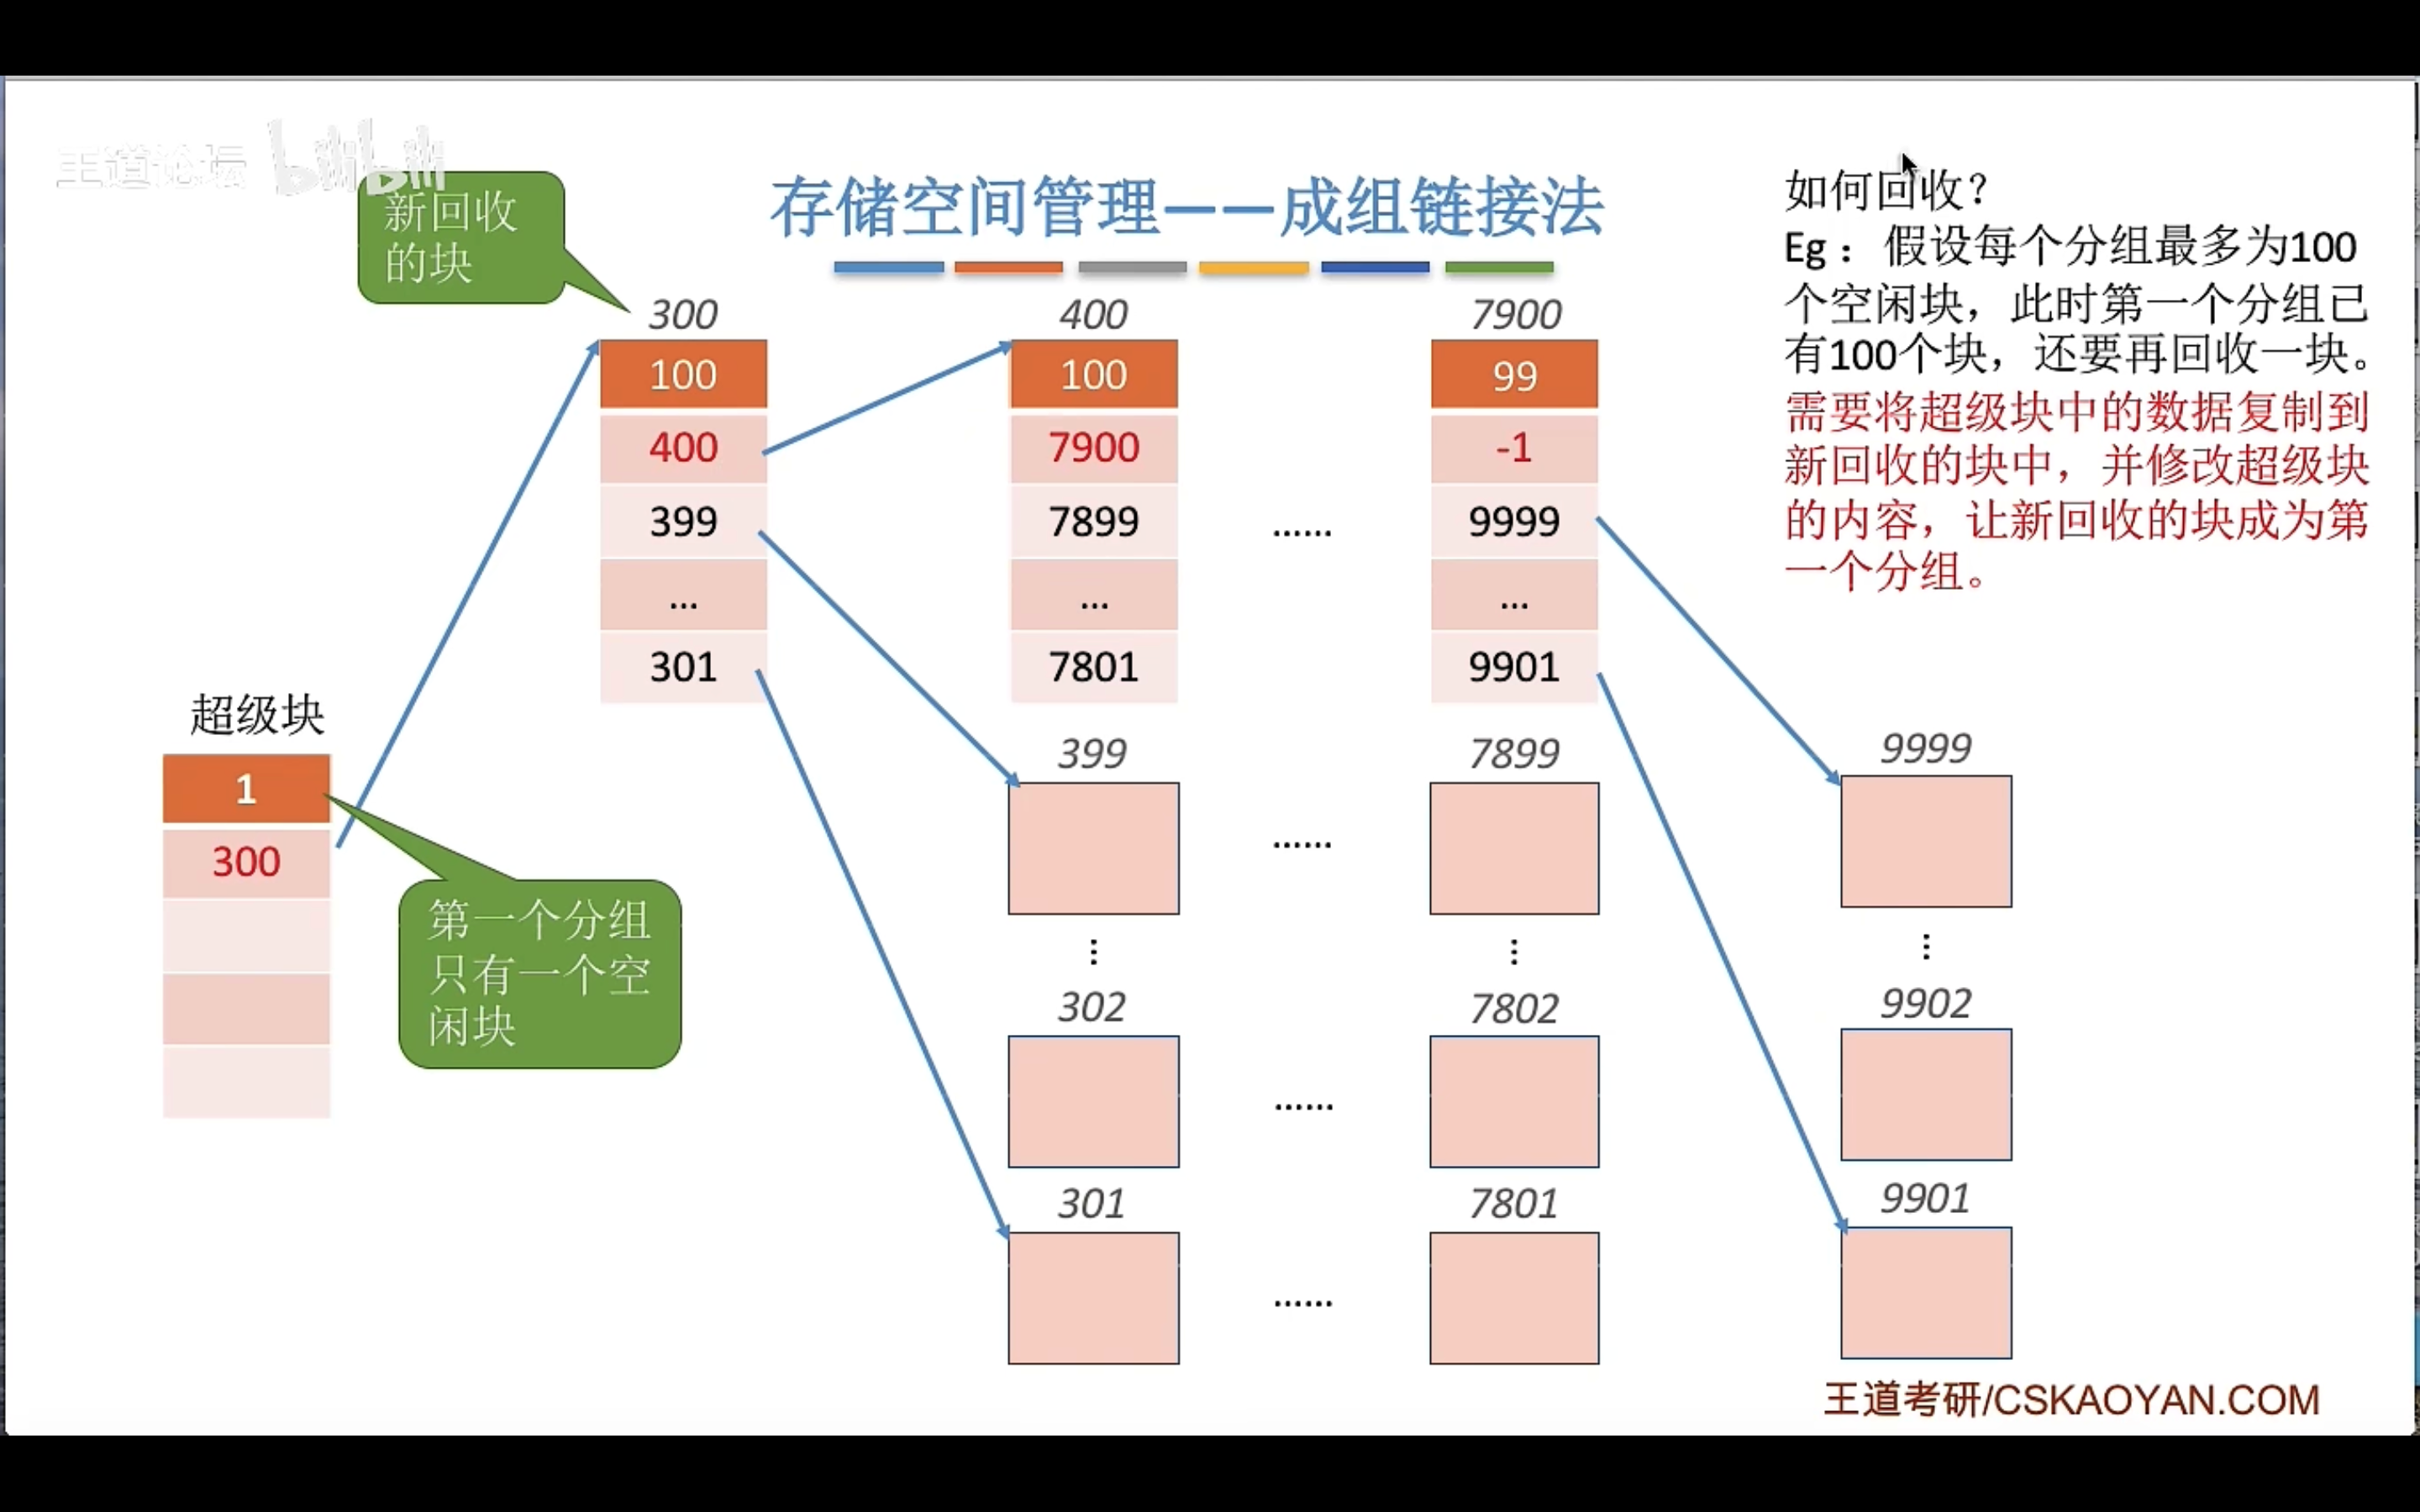 王道论坛 bilibili
新回收
的块
存储空间管理——成组链接法
如何回收?
Eg：假设每个分组最多为100
个空闲块，此时第一个分组已
有100个块，还要再回收一块。
需要将超级块中的数据复制到
新回收的块中，并修改超级块
的内容，让新回收的块成为第
一个分组。
300
100
400
399
...
301
400
100
7900
7899
...
7801
......
7900
99
-1
9999
...
9901
超级块
1
300
第一个分组
只有一个空
闲块
399
......
7899
9999
⋮
⋮
⋮
302
......
7802
9902
301
......
7801
9901
王道考研/CSKAOYAN.COM